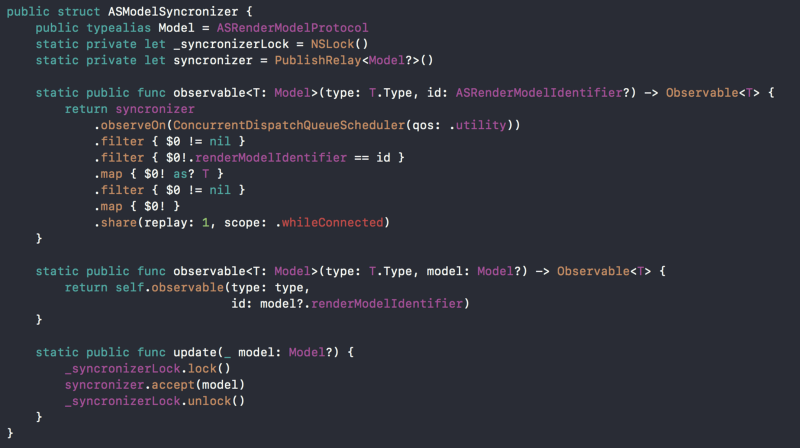 public struct ASModelSyncronizer {
    public typealias Model = ASRenderModelProtocol
    static private let _syncronizerLock = NSLock()
    static private let syncronizer = PublishRelay<Model?>()

    static public func observable<T: Model>(type: T.Type, id: ASRenderModelIdentifier?) -> Observable<T> {
        return syncronizer
            .observeOn(ConcurrentDispatchQueueScheduler(qos: .utility))
            .filter { $0 != nil }
            .filter { $0!.renderModelIdentifier == id }
            .map { $0! as? T }
            .filter { $0 != nil }
            .map { $0! }
            .share(replay: 1, scope: .whileConnected)
    }

    static public func observable<T: Model>(type: T.Type, model: Model?) -> Observable<T> {
        return self.observable(type: type,
                               id: model?.renderModelIdentifier)
    }

    static public func update(_ model: Model?) {
        _syncronizerLock.lock()
        syncronizer.accept(model)
        _syncronizerLock.unlock()
    }
}